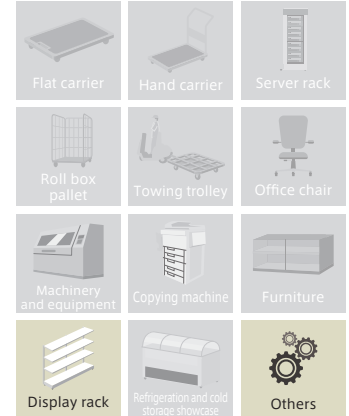 Flat carrier
Hand carrier
Server rack
Roll box
pallet
Towing trolley
Office chair
Machinery
and equipment
Copying machine
Furniture
Display rack
Refrigeration and cold
storage showcase
Others